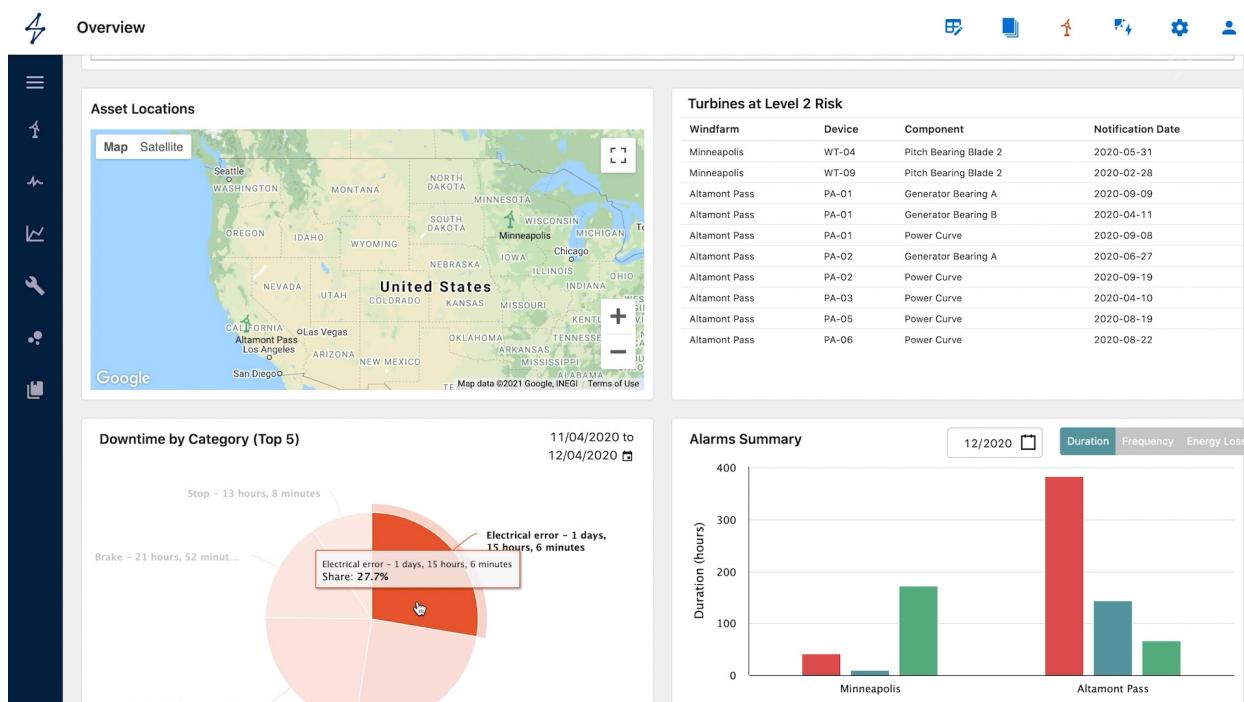 Overview
Asset Locations
Map Satellite
Seattle
WASHINGTON
MONTANA
NORTH
DAKOTA
MINNESOTA
OREGON
IDAHO
WYOMING
SOUTH
DAKOTA
WISCONSIN
Minneapolis
MICHIGAN
Chicago
NEBRASKA
IOWA
ILLINOIS
INDIANA
OHIO
NEVADA
UTAH
United States
COLORADO
KANSAS
MISSOURI
CALIFORNIA
Las Vegas
Altamont Pass
Los Angeles
ARIZONA
NEW MEXICO
OKLAHOMA
ARKANSAS
MISSISSIPPI
ALABAMA
San Diego
Google
Map data ©2021 Google, INEGI Terms of Use
Turbines at Level 2 Risk
Windfarm Device Component Notification Date
Minneapolis WT-04 Pitch Bearing Blade 2 2020-05-31
Minneapolis WT-09 Pitch Bearing Blade 2 2020-02-28
Altamont Pass PA-01 Generator Bearing A 2020-09-09
Altamont Pass PA-01 Generator Bearing B 2020-04-11
Altamont Pass PA-01 Power Curve 2020-09-08
Altamont Pass PA-02 Generator Bearing A 2020-06-27
Altamont Pass PA-02 Power Curve 2020-09-19
Altamont Pass PA-03 Power Curve 2020-04-10
Altamont Pass PA-05 Power Curve 2020-08-19
Altamont Pass PA-06 Power Curve 2020-08-22
Downtime by Category (Top 5)
11/04/2020 to
12/04/2020
Stop - 13 hours, 8 minutes
Electrical error - 1 days,
15 hours, 6 minutes
Brake - 21 hours, 52 minut...
Electrical error - 1 days, 15 hours, 6 minutes
Share: 27.7%
Alarms Summary
12/2020
Duration Frequency Energy Loss
400
300
200
100
0
Duration (hours)
Minneapolis
Altamont Pass